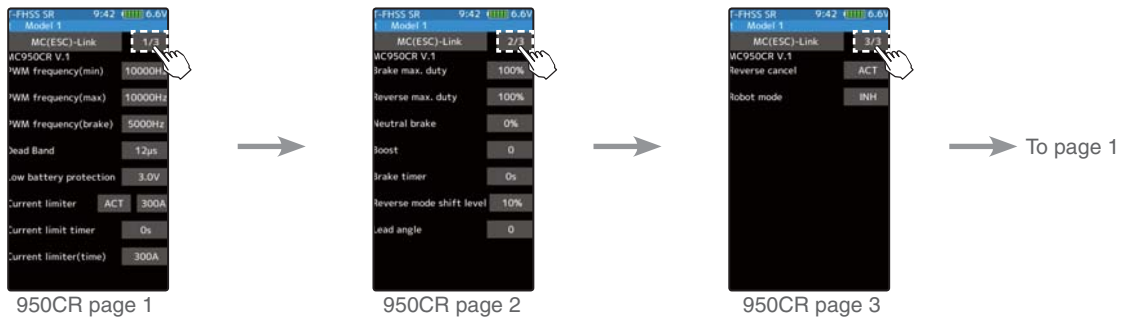 -FHSS SR 9:42 6.6V
1 Model 1
MC(ESC)-Link 1/3
MC950CR V.1
PWM frequency(min) 10000Hz
PWM frequency(max) 10000Hz
PWM frequency(brake) 5000Hz
Dead Band 12μs
Low battery protection 3.0V
Current limiter ACT 300A
Current limit timer 0s
Current limiter(time) 300A
950CR page 1
T-FHSS SR 9:42 6.6V
1 Model 1
MC(ESC)-Link 2/3
MC950CR V.1
Brake max. duty 100%
Reverse max. duty 100%
Neutral brake 0%
Boost 0
Brake timer 0s
Reverse mode shift level 10%
Lead angle 0
950CR page 2
T-FHSS SR 9:42 6.6V
1 Model 1
MC(ESC)-Link 3/3
MC950CR V.1
Reverse cancel ACT
Robot mode INH
950CR page 3
To page 1